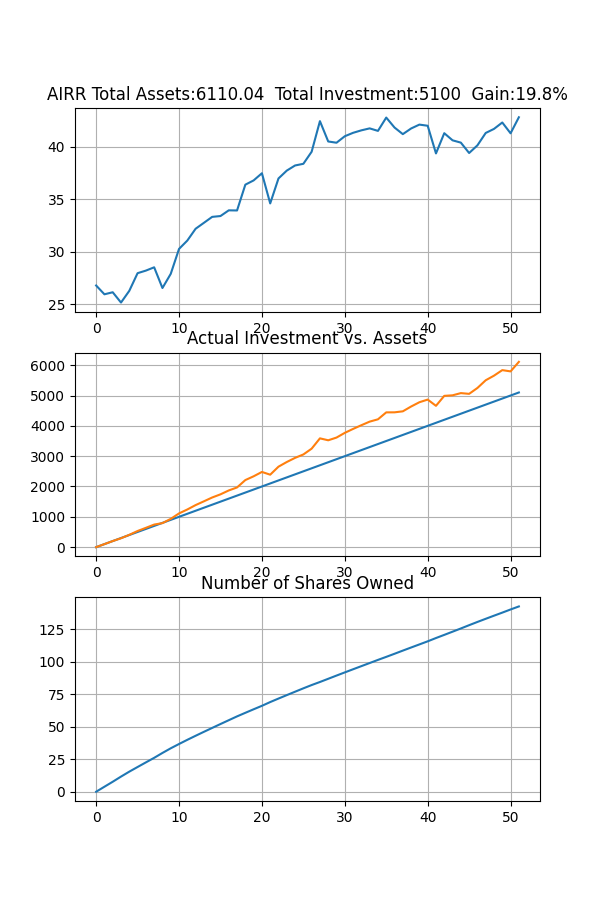 AIRR Total Assets:6110.04  Total Investment:5100  Gain:19.8%
40
35
30
25
0 10 20 30 40 50
Actual Investment vs. Assets
6000
5000
4000
3000
2000
1000
0
0 10 20 30 40 50
Number of Shares Owned
125
100
75
50
25
0
0 10 20 30 40 50